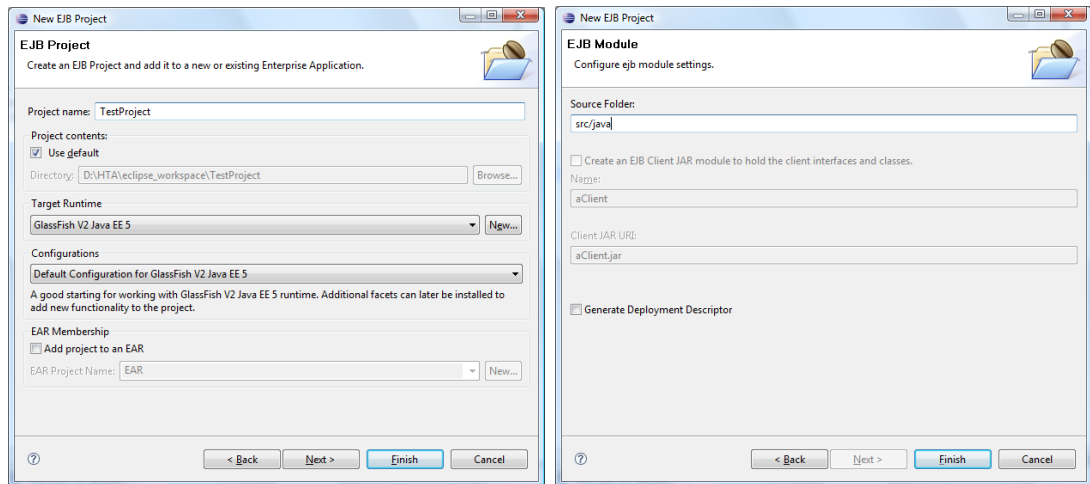 New EJB Project
EJB Project
Create an EJB Project and add it to a new or existing Enterprise Application.
Project name: TestProject
Project contents:
Use default
Directory: D:\HTA\eclipse_workspace\TestProject Browse...
Target Runtime
GlassFish V2 Java EE 5 New...
Configurations
Default Configuration for GlassFish V2 Java EE 5
A good starting for working with GlassFish V2 Java EE 5 runtime. Additional facets can later be installed to
add new functionality to the project.
EAR Membership
Add project to an EAR
EAR Project Name: EAR New...
? < Back Next > Finish Cancel
New EJB Project
EJB Module
Configure ejb module settings.
Source Folder:
src/java
Create an EJB Client JAR module to hold the client interfaces and classes.
Name:
aClient
Client JAR URI:
aClient.jar
Generate Deployment Descriptor
? < Back Next > Finish Cancel